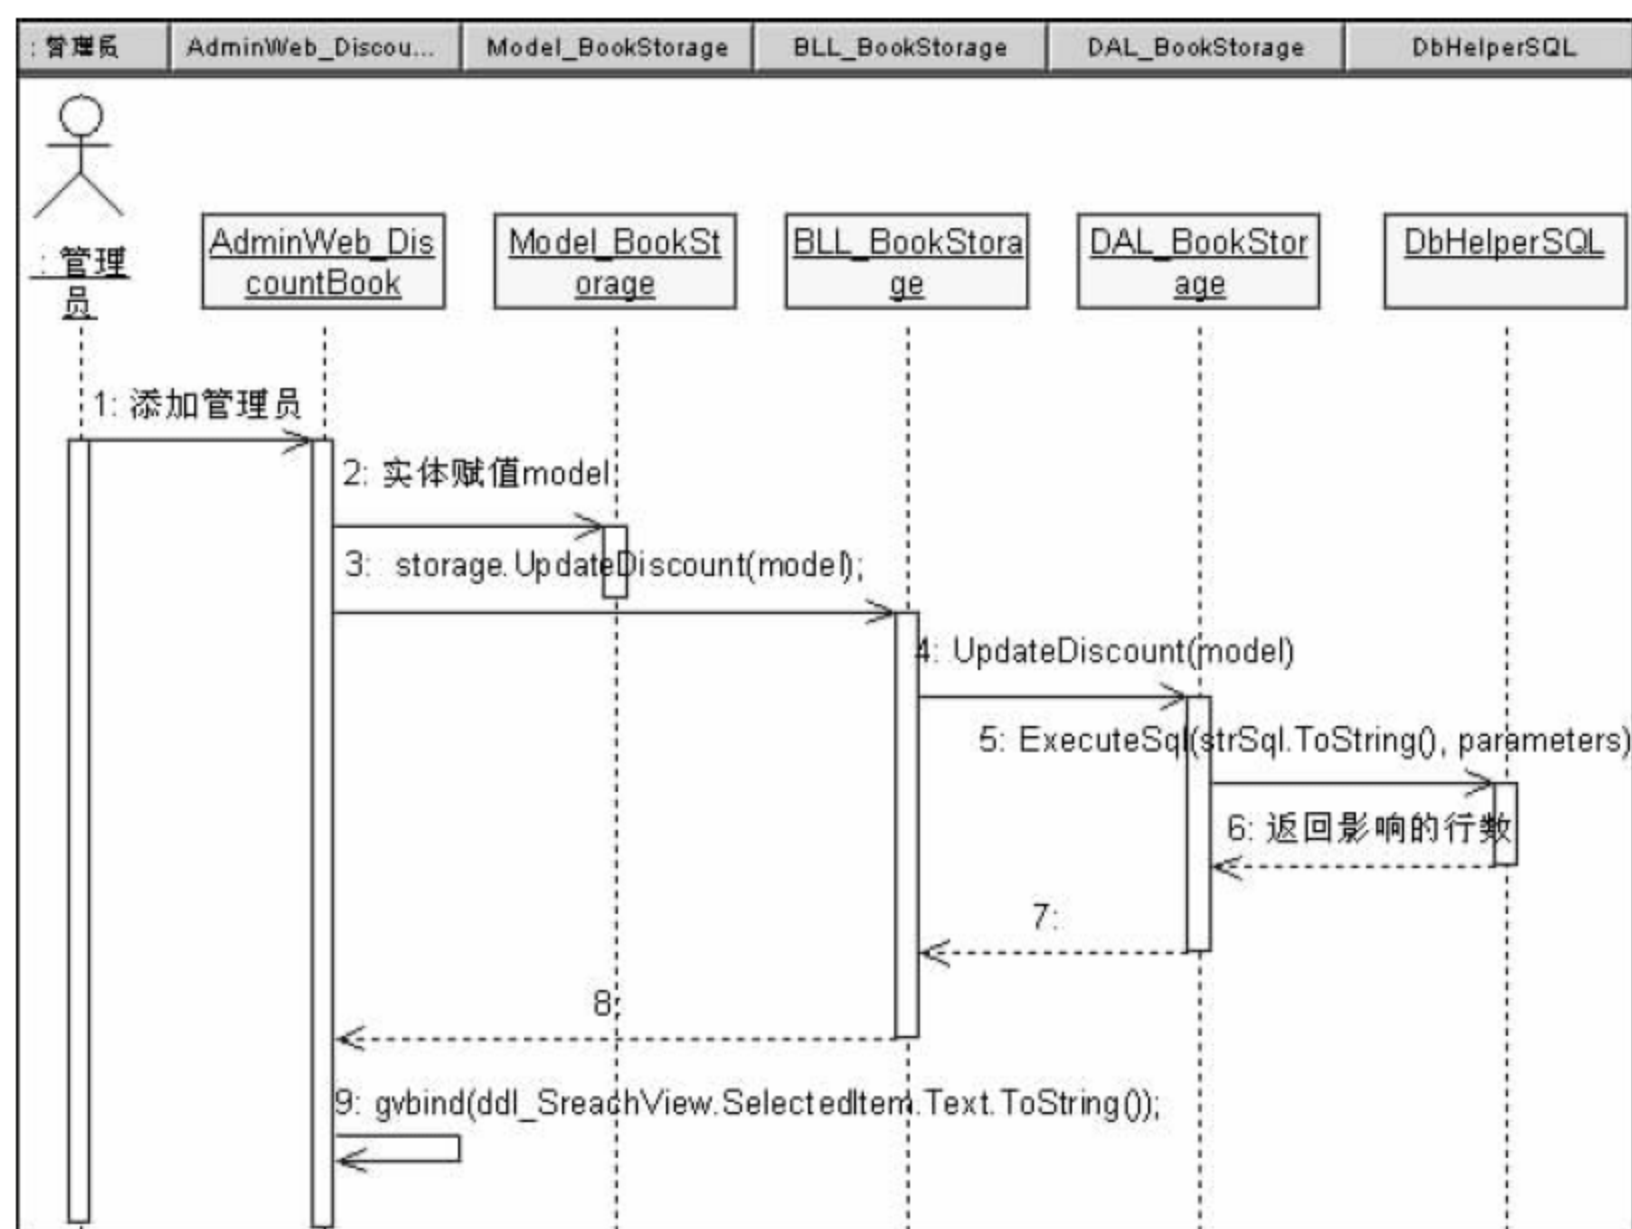 : 管理员 AdminWeb_Discou... Model_BookStorage BLL_BookStorage DAL_BookStorage DbHelperSQL
: 管理
员
AdminWeb_Dis
countBook
Model_BookSt
orage
BLL_BookStora
ge
DAL_BookStor
age
DbHelperSQL
1: 添加管理员
2: 实体赋值model
3: storage.UpdateDiscount(model);
4: UpdateDiscount(model)
5: ExecuteSql(strSql.ToString(), parameters)
6: 返回影响的行数
7:
8:
9: gvbind(ddl_SreachView.SelectedItem.Text.ToString());